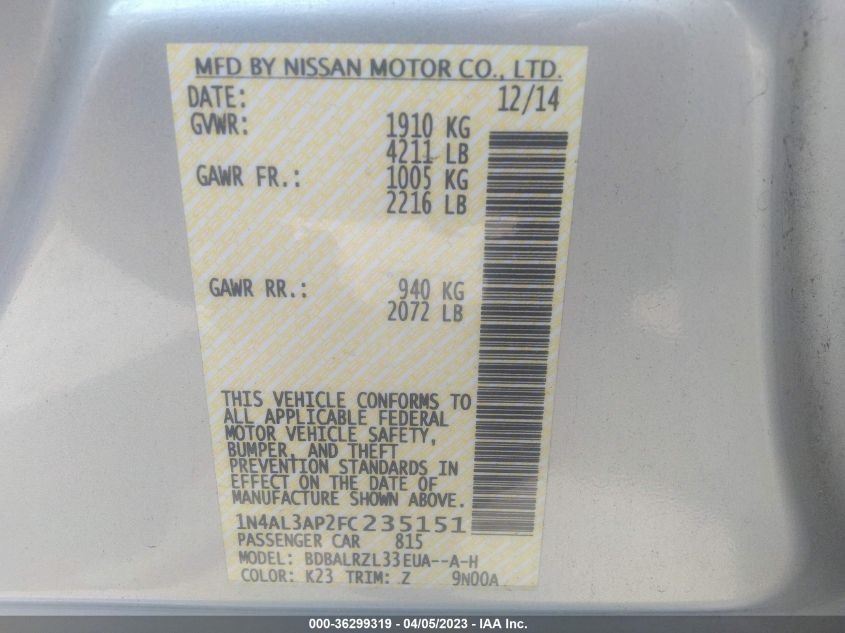 MFD BY NISSAN MOTOR CO., LTD.
DATE: 12/14
GVWR: 1910 KG
4211 LB
GAWR FR.: 1005 KG
2216 LB
GAWR RR.: 940 KG
2072 LB
THIS VEHICLE CONFORMS TO
ALL APPLICABLE FEDERAL
MOTOR VEHICLE SAFETY,
BUMPER, AND THEFT
PREVENTION STANDARDS IN
EFFECT ON THE DATE OF
MANUFACTURE SHOWN ABOVE.
1N4AL3AP2FC235151
PASSENGER CAR 815
MODEL: BDBALRZL33EUA--A-H
COLOR: K23 TRIM: Z 9N00A
000-36299319 - 04/05/2023 - IAA Inc.